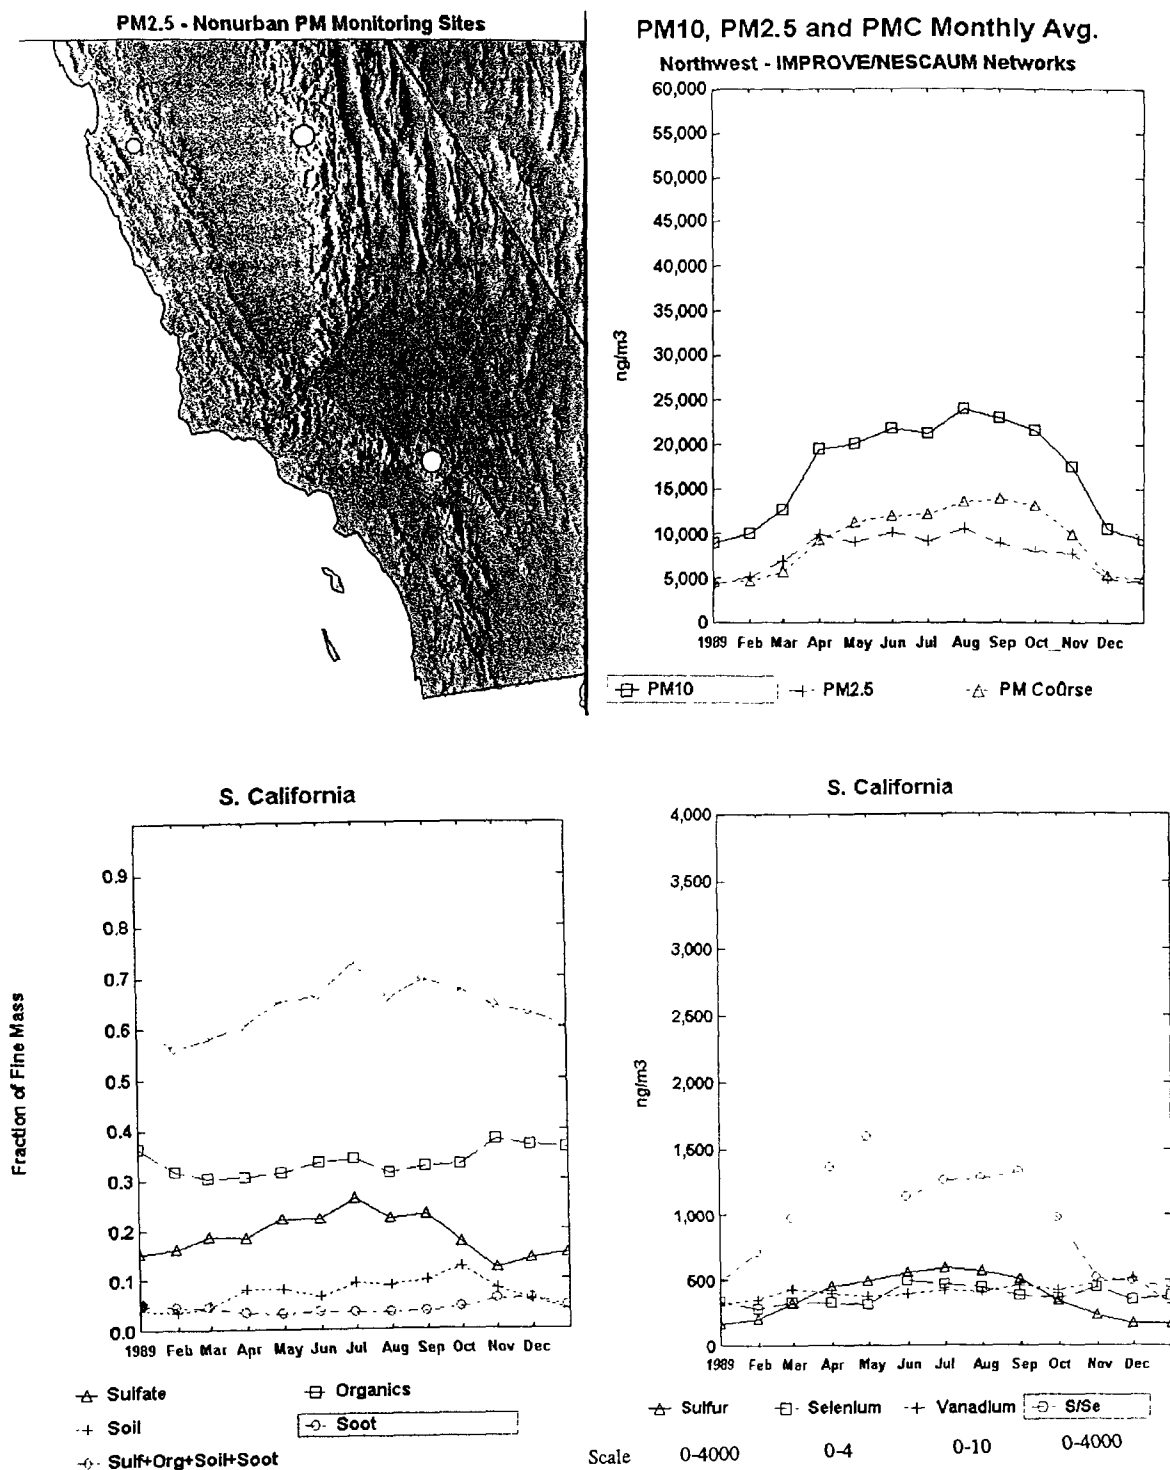 PM2.5 - Nonurban PM Monitoring Sites
PM10, PM2.5 and PMC Monthly Avg.
Northwest - IMPROVE/NESCAUM Networks
60,000
55,000
50,000
45,000
40,000
35,000
30,000
25,000
20,000
15,000
10,000
5,000
0
ng/m3
1989 Feb Mar Apr May Jun Jul Aug Sep Oct Nov Dec
PM10 PM2.5 PM Coûrse
S. California
0.9
0.8
0.7
0.6
0.5
0.4
0.3
0.2
0.1
0.0
Fraction of Fine Mass
1989 Feb Mar Apr May Jun Jul Aug Sep Oct Nov Dec
Sulfate Organics
Soil Soot
Sulf+Org+Soil+Soot
S. California
4,000
3,500
3,000
2,500
2,000
1,500
1,000
500
0
ng/m3
1989 Feb Mar Apr May Jun Jul Aug Sep Oct Nov Dec
Sulfur Selenium Vanadium S/Se
Scale 0-4000 0-4 0-10 0-4000